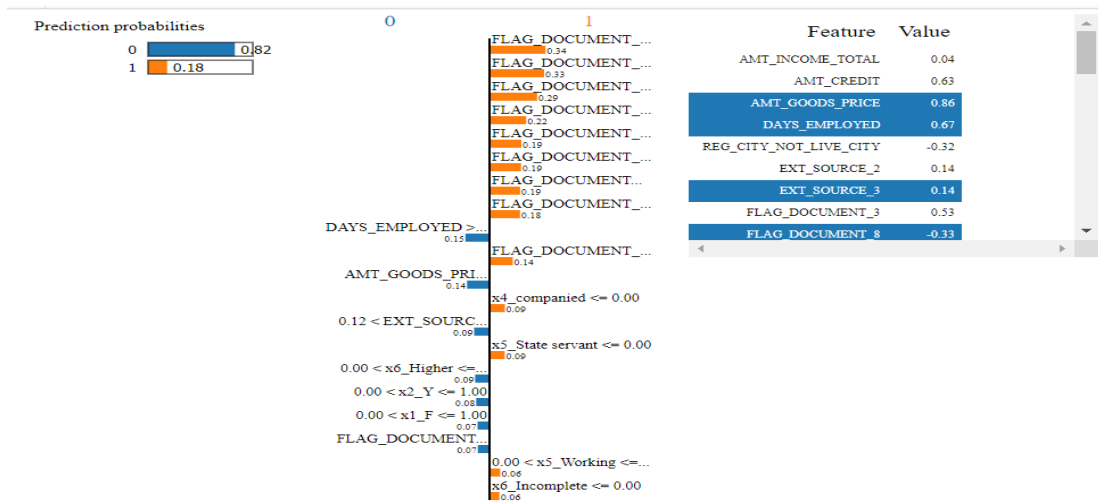 Prediction probabilities
0 0.82
1 0.18
0 1
FLAG_DOCUMENT_...
0.34
FLAG_DOCUMENT_...
0.33
FLAG_DOCUMENT_...
0.29
FLAG_DOCUMENT_...
0.22
FLAG_DOCUMENT_...
0.19
FLAG_DOCUMENT_...
0.19
FLAG_DOCUMENT...
0.19
FLAG_DOCUMENT_...
0.18
DAYS_EMPLOYED >...
0.15
FLAG_DOCUMENT_...
0.14
AMT_GOODS_PRI...
0.14
x4_companied <= 0.00
0.09
0.12 < EXT_SOURC...
0.09
x5_State servant <= 0.00
0.09
0.00 < x6_Higher <=...
0.09
0.00 < x2_Y <= 1.00
0.08
0.00 < x1_F <= 1.00
0.07
FLAG_DOCUMENT...
0.07
0.00 < x5_Working <=...
0.06
x6_Incomplete <= 0.00
0.06
Feature Value
AMT_INCOME_TOTAL 0.04
AMT_CREDIT 0.63
AMT_GOODS_PRICE 0.86
DAYS_EMPLOYED 0.67
REG_CITY_NOT_LIVE_CITY -0.32
EXT_SOURCE_2 0.14
EXT_SOURCE_3 0.14
FLAG_DOCUMENT_3 0.53
FLAG_DOCUMENT_8 -0.33